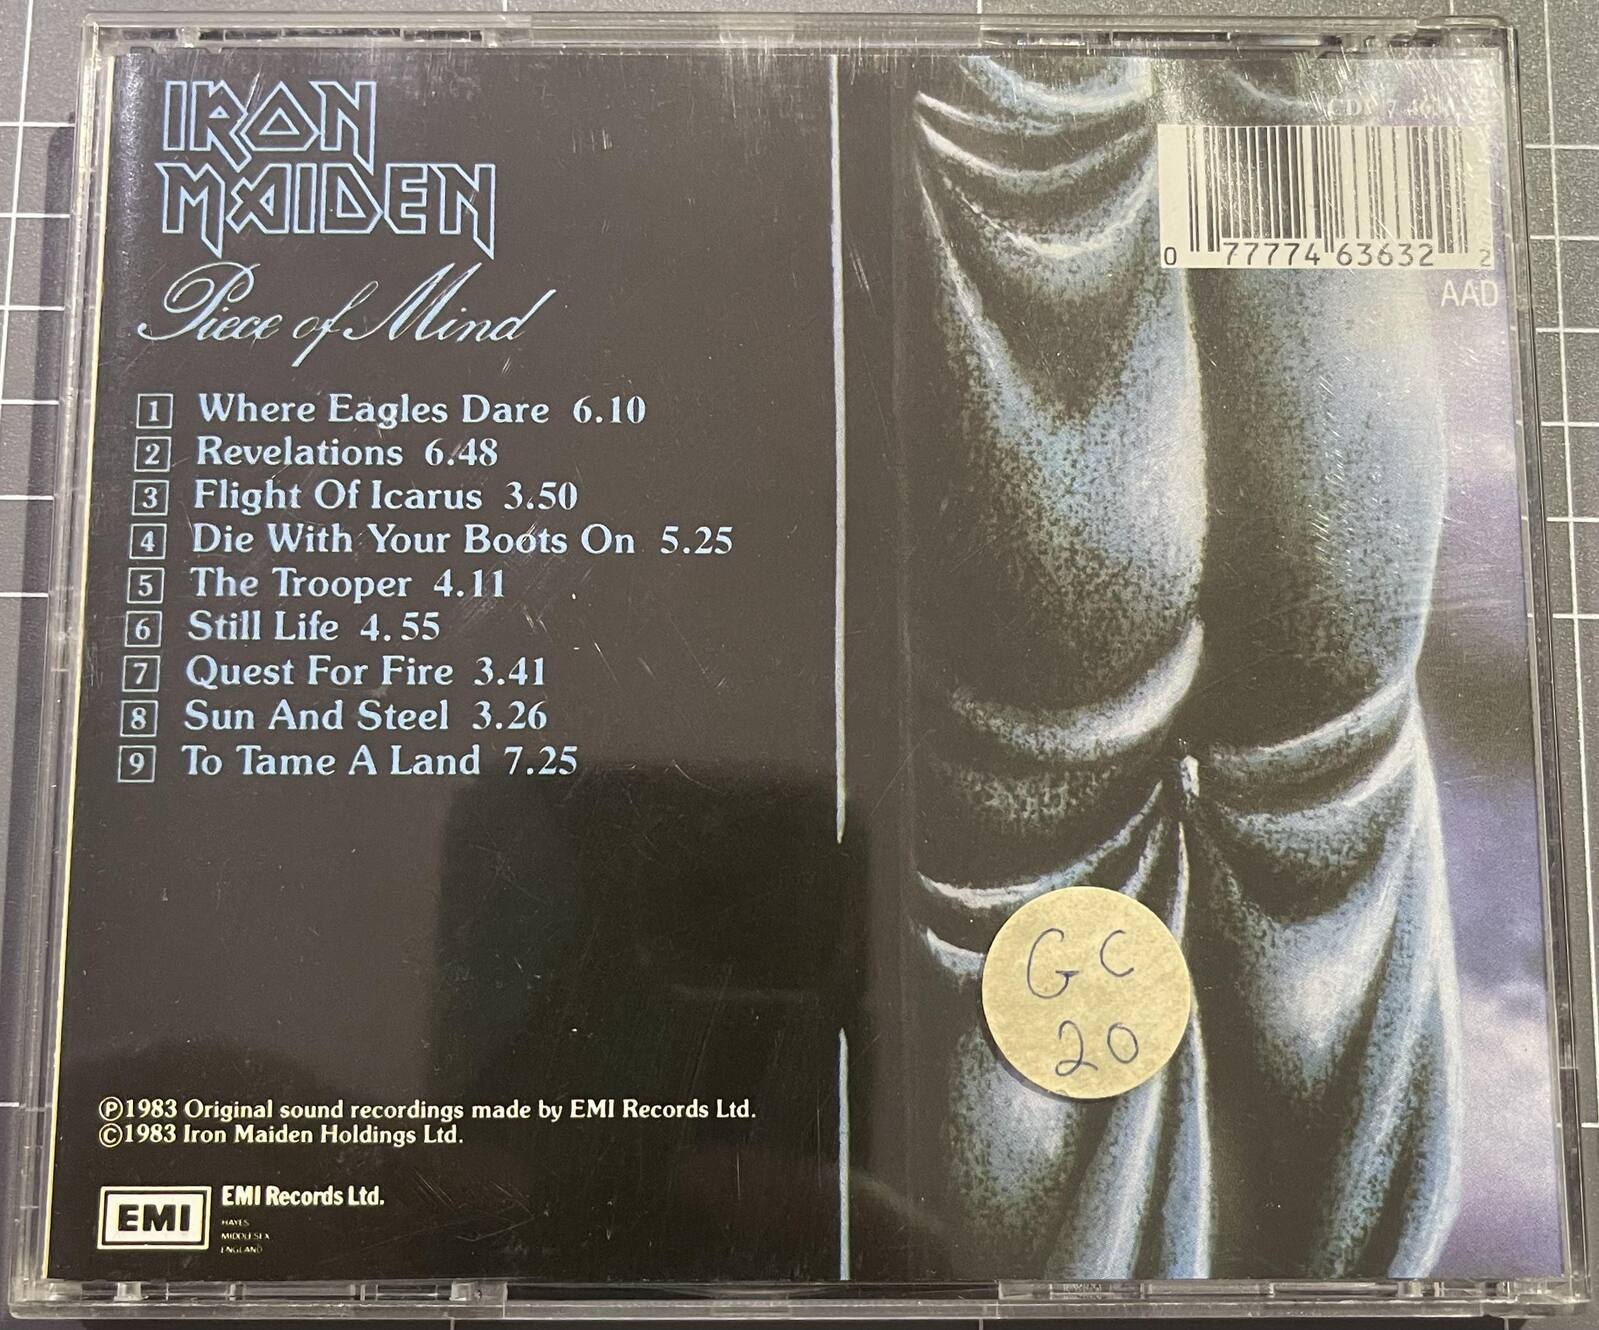 IRON
MAIDEN
Piece of Mind
1 Where Eagles Dare 6.10
2 Revelations 6.48
3 Flight Of Icarus 3.50
4 Die With Your Boots On 5.25
5 The Trooper 4.11
6 Still Life 4.55
7 Quest For Fire 3.41
8 Sun And Steel 3.26
9 To Tame A Land 7.25
0 77774 63632 2
AAD
GC
20
Ⓟ1983 Original sound recordings made by EMI Records Ltd.
©1983 Iron Maiden Holdings Ltd.
EMI
EMI Records Ltd.
HAYES
MIDDLESEX
ENGLAND